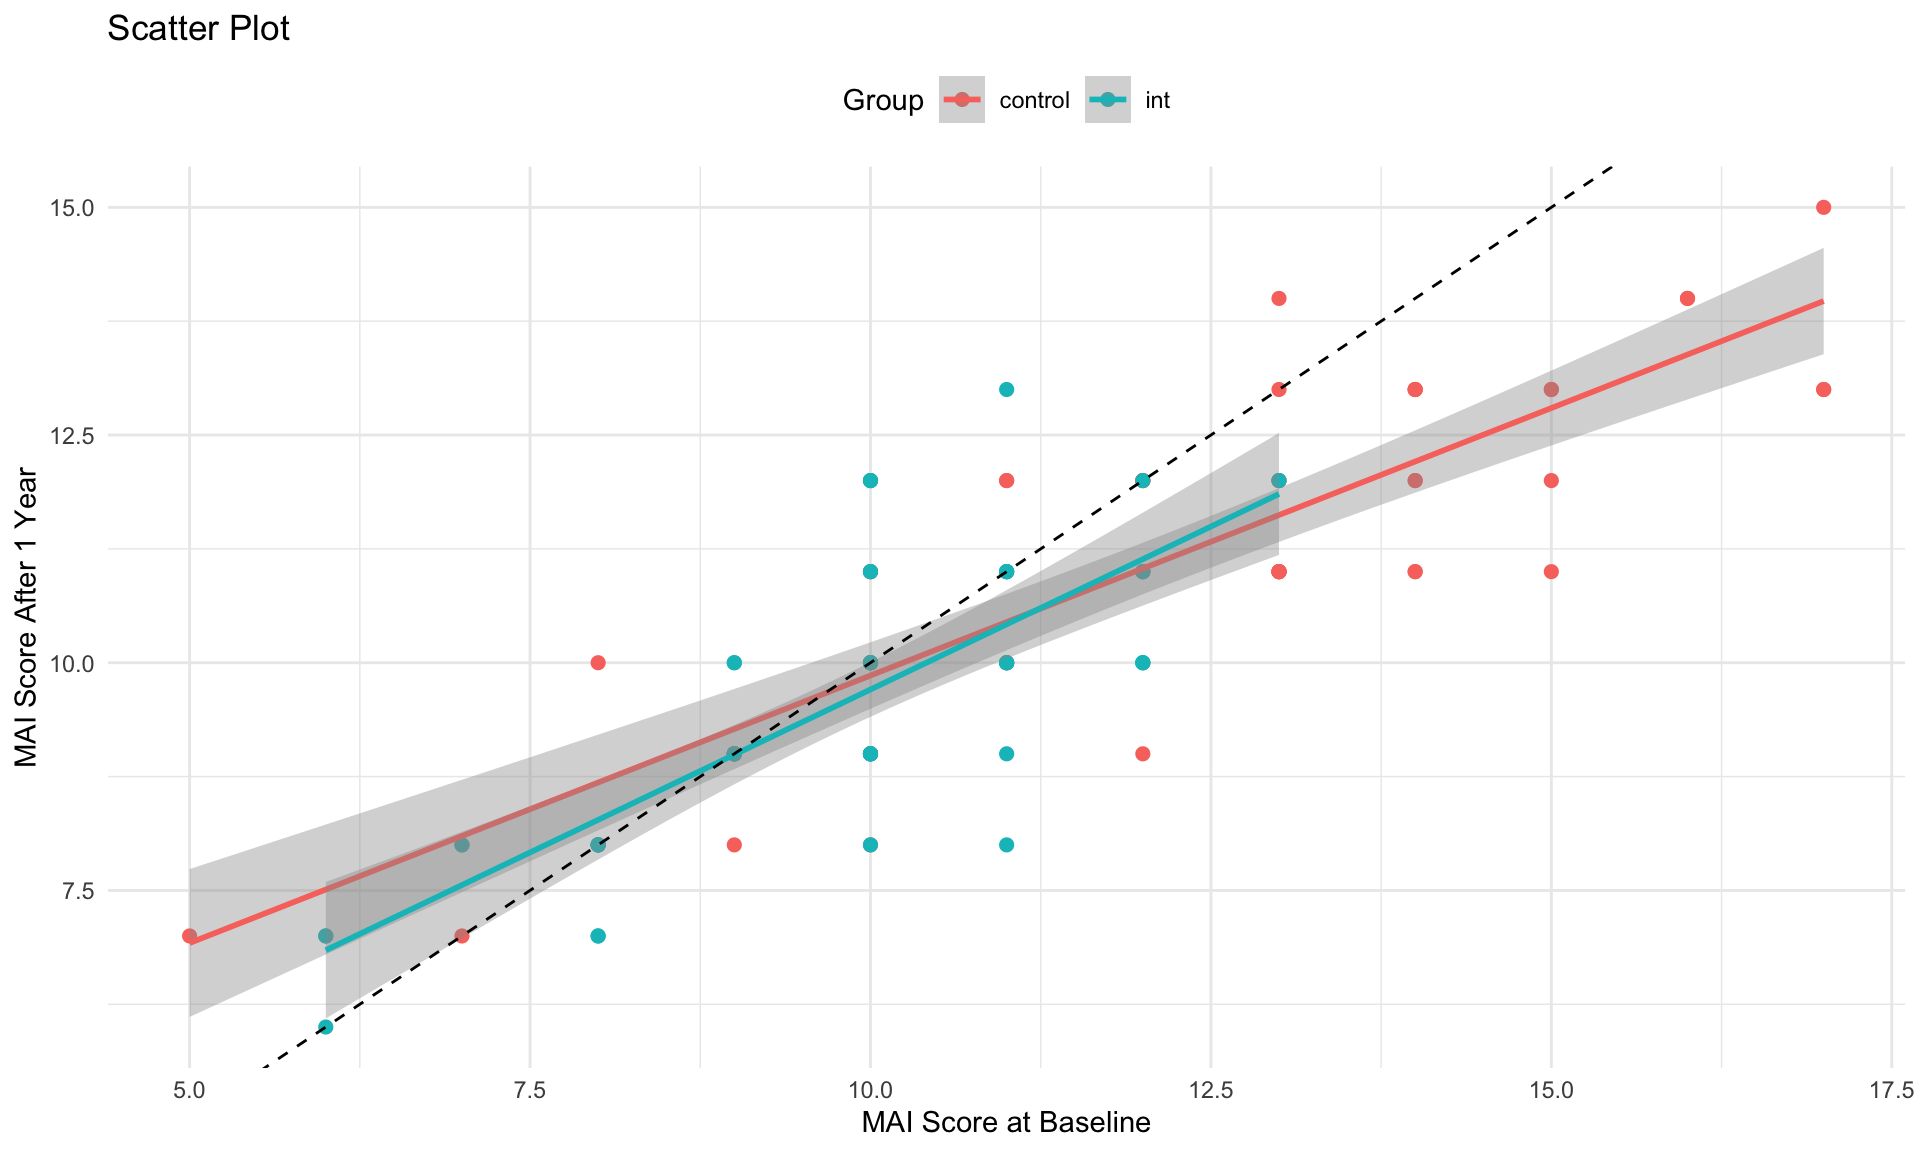 Scatter Plot
Group control int
15.0
12.5
10.0
7.5
MAI Score After 1 Year
5.0 7.5 10.0 12.5 15.0 17.5
MAI Score at Baseline